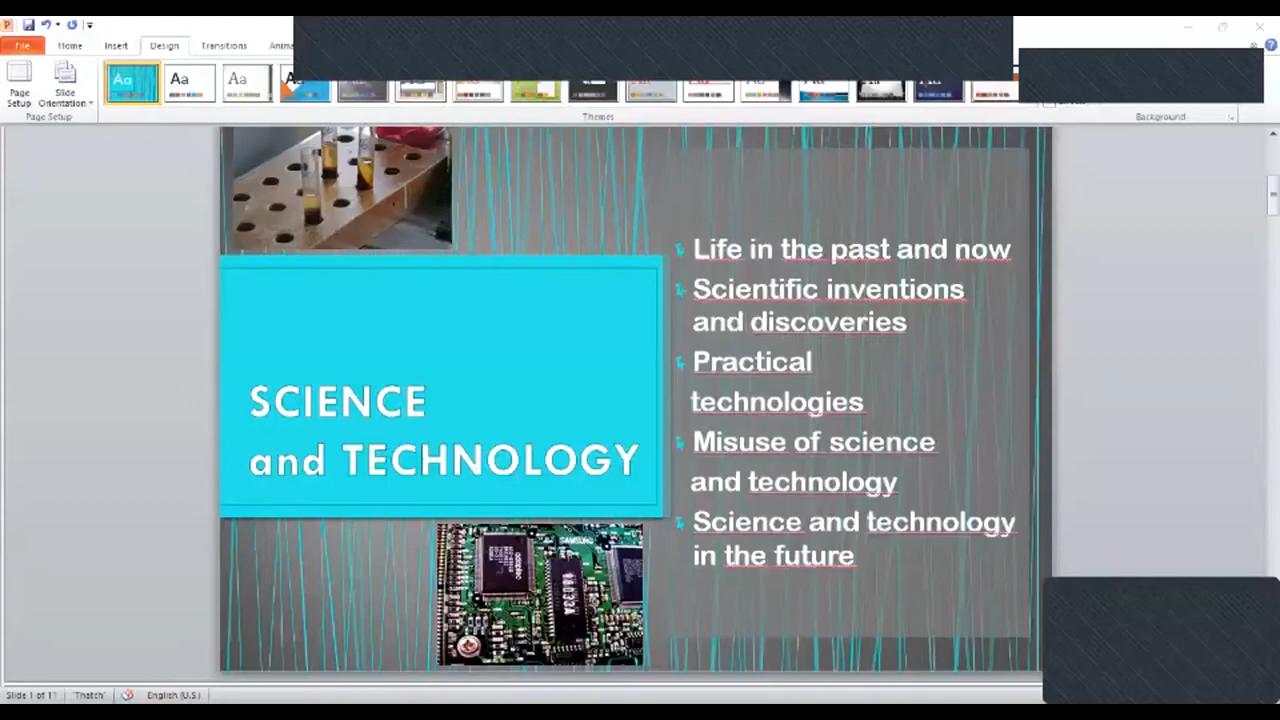 File Home Insert Design Transitions Anima
Aa Aa Aa
Page Setup
Slide Orientation
Page Setup Themes Background
Life in the past and now
Scientific inventions
and discoveries
Practical
technologies
Misuse of science
and technology
Science and technology
in the future
SCIENCE
and TECHNOLOGY
SAMSUNG
Slide 1 of 11 "Thatch" English (U.S.)